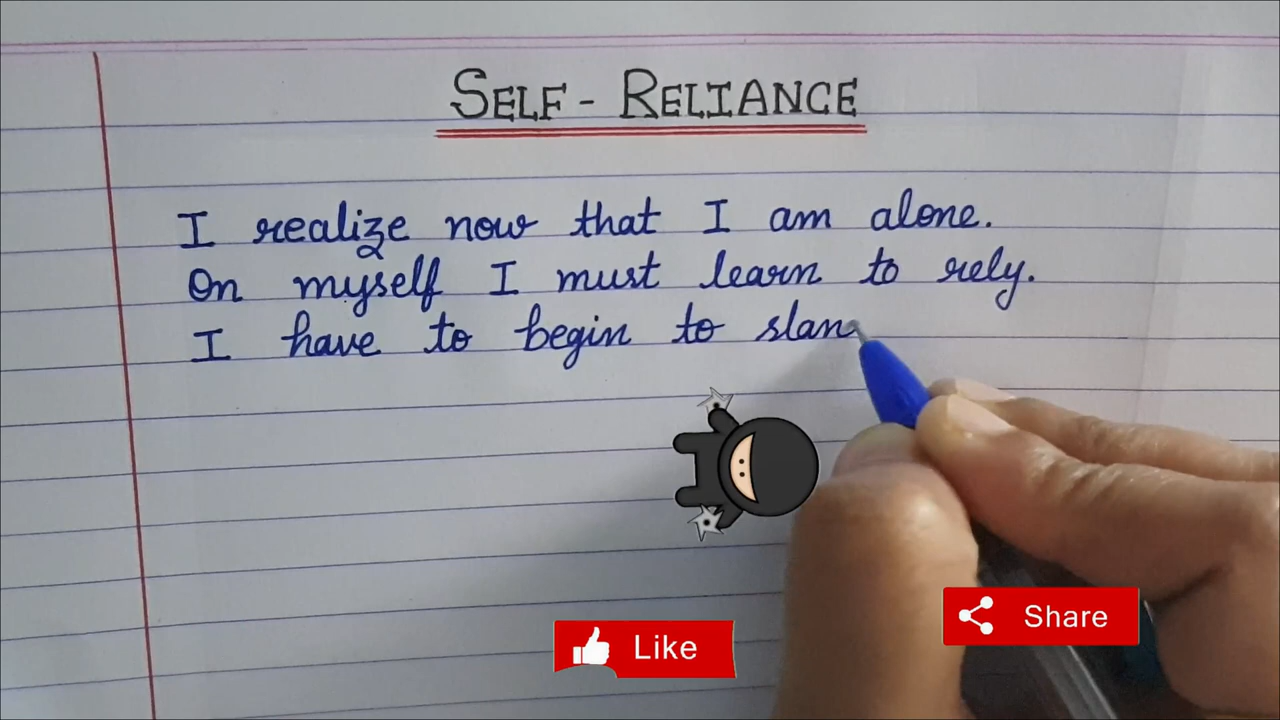 SELF - RELIANCE
I realize now that I am alone.
On myself I must learn to rely.
I have to begin to slan
Like
Share